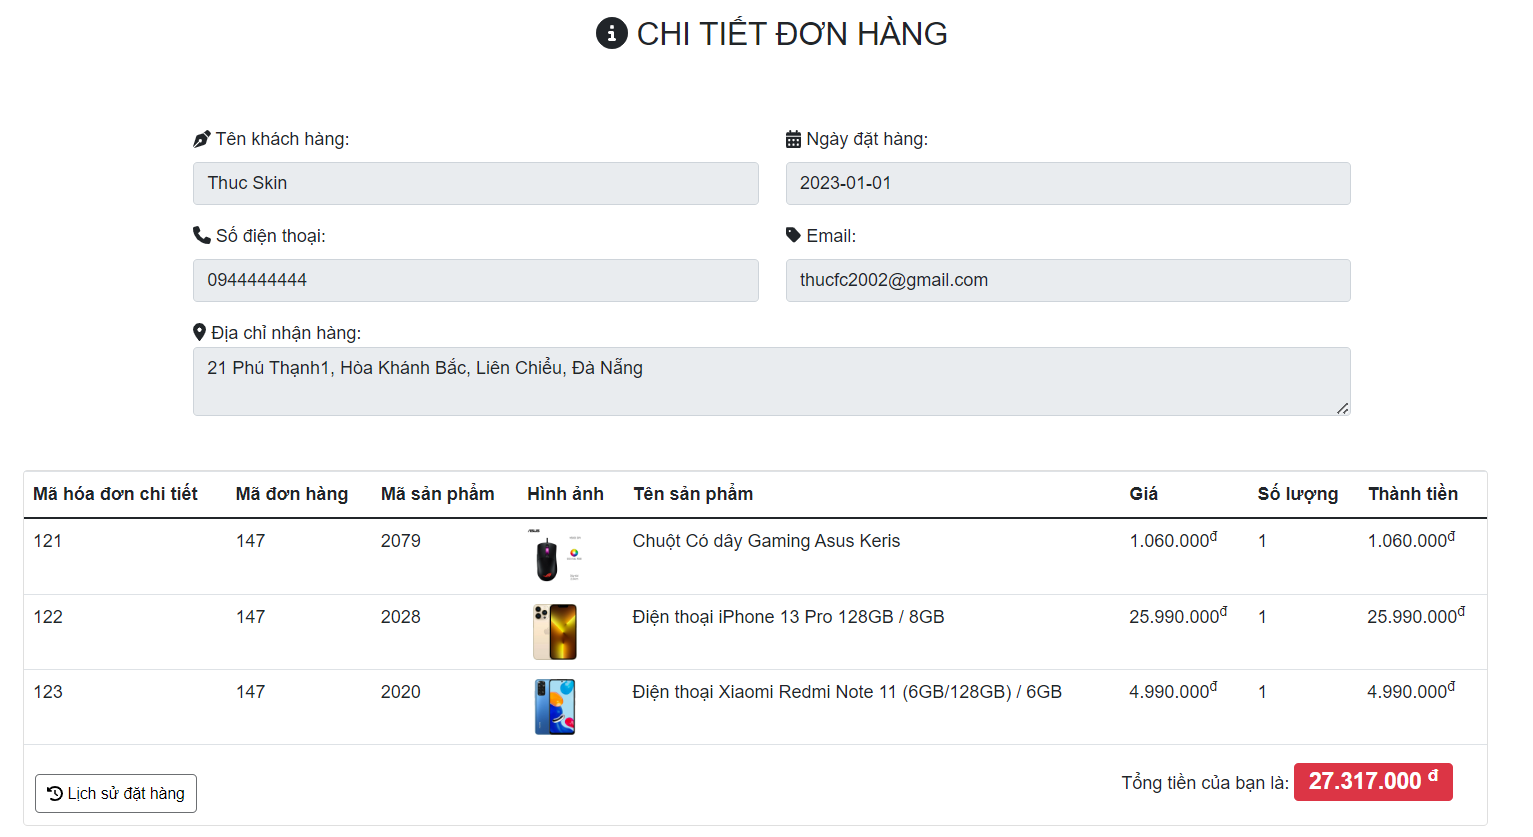 CHI TIẾT ĐƠN HÀNG
Tên khách hàng: Ngày đặt hàng:
Thuc Skin 2023-01-01
Số điện thoại: Email:
0944444444 thucfc2002@gmail.com
Địa chỉ nhận hàng:
21 Phú Thạnh1, Hòa Khánh Bắc, Liên Chiểu, Đà Nẵng
Mã hóa đơn chi tiết Mã đơn hàng Mã sản phẩm Hình ảnh Tên sản phẩm Giá Số lượng Thành tiền
121 147 2079 Chuột Có dây Gaming Asus Keris 1.060.000đ 1 1.060.000đ
122 147 2028 Điện thoại iPhone 13 Pro 128GB / 8GB 25.990.000đ 1 25.990.000đ
123 147 2020 Điện thoại Xiaomi Redmi Note 11 (6GB/128GB) / 6GB 4.990.000đ 1 4.990.000đ
Lịch sử đặt hàng Tổng tiền của bạn là: 27.317.000 đ